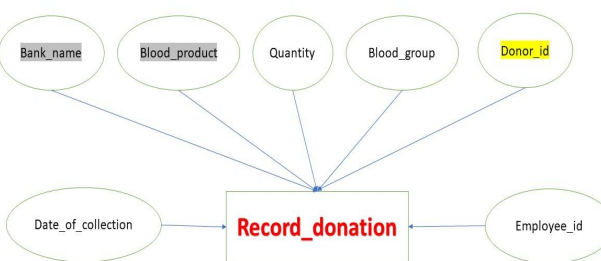 Bank_name
Blood_product
Quantity
Blood_group
Donor_id
Date_of_collection
Record_donation
Employee_id